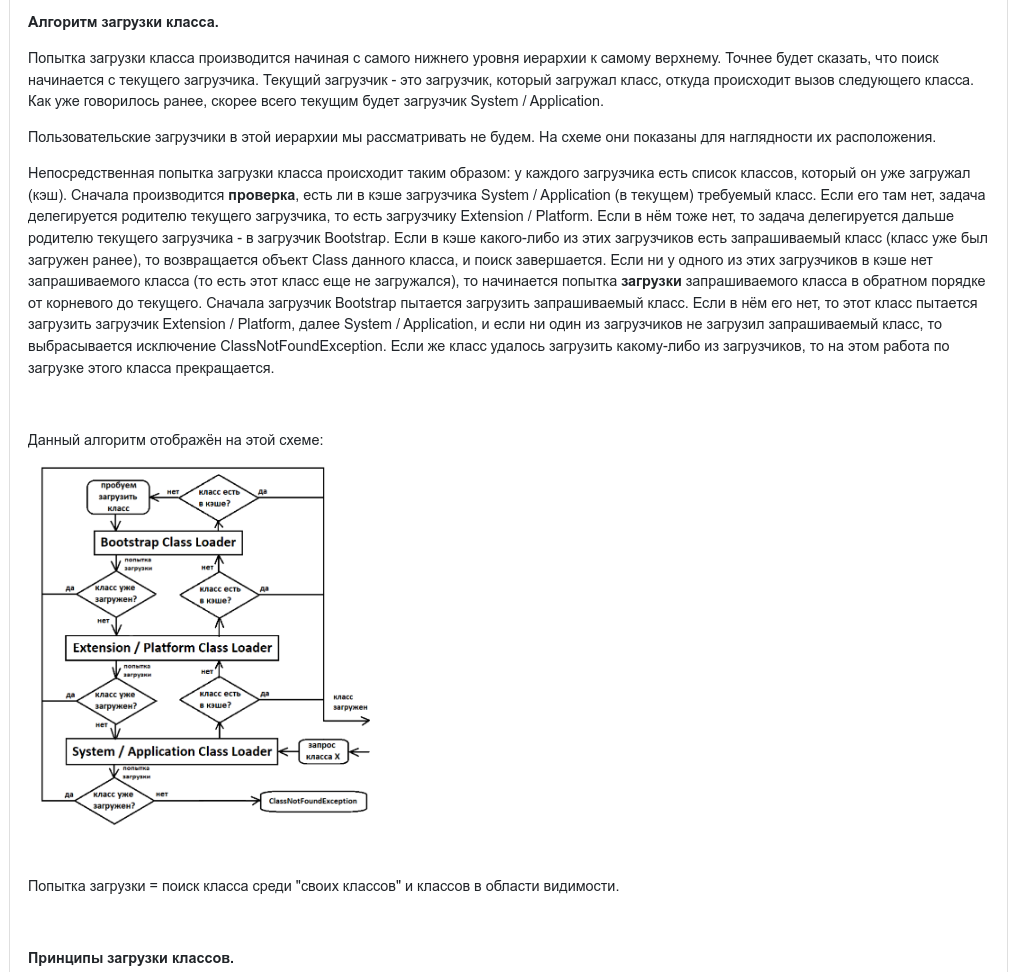 Алгоритм загрузки класса.
Попытка загрузки класса производится начиная с самого нижнего уровня иерархии к самому верхнему. Точнее будет сказать, что поиск
начинается с текущего загрузчика. Текущий загрузчик - это загрузчик, который загружал класс, откуда происходит вызов следующего класса.
Как уже говорилось ранее, скорее всего текущим будет загрузчик System / Application.
Пользовательские загрузчики в этой иерархии мы рассматривать не будем. На схеме они показаны для наглядности их расположения.
Непосредственная попытка загрузки класса происходит таким образом: у каждого загрузчика есть список классов, который он уже загружал
(кэш). Сначала производится проверка, есть ли в кэше загрузчика System / Application (в текущем) требуемый класс. Если его там нет, задача
делегируется родителю текущего загрузчика, то есть загрузчику Extension / Platform. Если в нём тоже нет, то задача делегируется дальше
родителю текущего загрузчика - в загрузчик Bootstrap. Если в кэше какого-либо из этих загрузчиков есть запрашиваемый класс (класс уже был
загружен ранее), то возвращается объект Class данного класса, и поиск завершается. Если ни у одного из этих загрузчиков в кэше нет
запрашиваемого класса (то есть этот класс еще не загружался), то начинается попытка загрузки запрашиваемого класса в обратном порядке
от корневого до текущего. Сначала загрузчик Bootstrap пытается загрузить запрашиваемый класс. Если в нём его нет, то этот класс пытается
загрузить загрузчик Extension / Platform, далее System / Application, и если ни один из загрузчиков не загрузил запрашиваемый класс, то
выбрасывается исключение ClassNotFoundException. Если же класс удалось загрузить какому-либо из загрузчиков, то на этом работа по
загрузке этого класса прекращается.
Данный алгоритм отображён на этой схеме:
пробуем
загрузить
класс
нет
класс есть
в кэше?
да
Bootstrap Class Loader
попытка
загрузки
нет
да
класс уже
загружен?
класс есть
в кэше?
да
нет
Extension / Platform Class Loader
попытка
загрузки
нет
да
класс уже
загружен?
класс есть
в кэше?
да
класс
загружен
нет
System / Application Class Loader
запрос
класса X
попытка
загрузки
да
класс уже
загружен?
нет
ClassNotFoundException
Попытка загрузки = поиск класса среди "своих классов" и классов в области видимости.
Принципы загрузки классов.